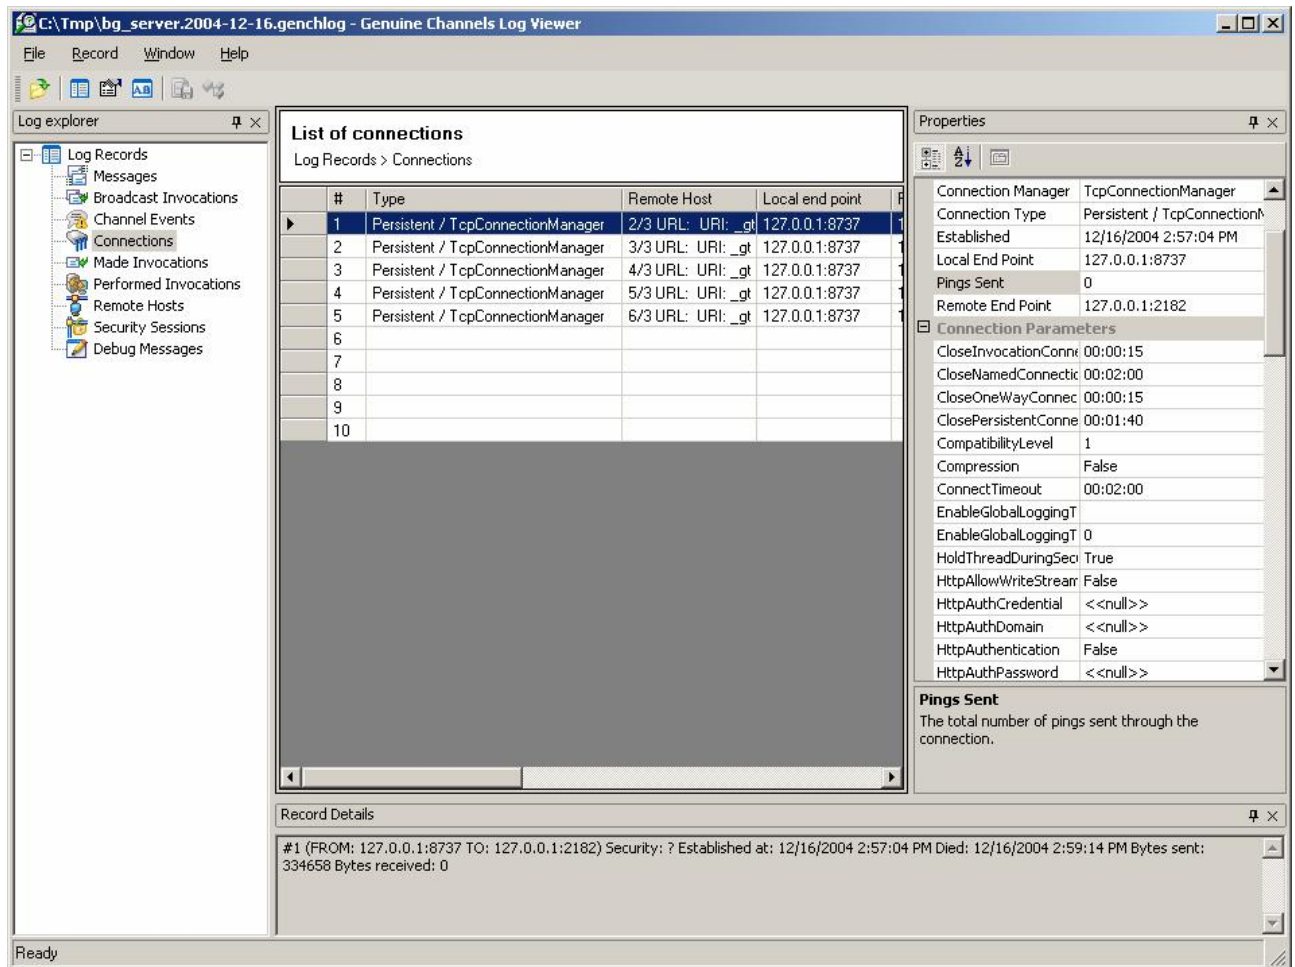 C:\Tmp\bg_server.2004-12-16.genchlog - Genuine Channels Log Viewer
File Record Window Help
Log explorer
Log Records
Messages
Broadcast Invocations
Channel Events
Connections
Made Invocations
Performed Invocations
Remote Hosts
Security Sessions
Debug Messages
List of connections
Log Records > Connections
# Type Remote Host Local end point
1 Persistent / TcpConnectionManager 2/3 URL: URI: _gt 127.0.0.1:8737 1
2 Persistent / TcpConnectionManager 3/3 URL: URI: _gt 127.0.0.1:8737 1
3 Persistent / TcpConnectionManager 4/3 URL: URI: _gt 127.0.0.1:8737 1
4 Persistent / TcpConnectionManager 5/3 URL: URI: _gt 127.0.0.1:8737 1
5 Persistent / TcpConnectionManager 6/3 URL: URI: _gt 127.0.0.1:8737 1
6
7
8
9
10
Properties
Connection Manager TcpConnectionManager
Connection Type Persistent / TcpConnectionM
Established 12/16/2004 2:57:04 PM
Local End Point 127.0.0.1:8737
Pings Sent 0
Remote End Point 127.0.0.1:2182
Connection Parameters
CloseInvocationConne 00:00:15
CloseNamedConnectic 00:02:00
CloseOneWayConnec 00:00:15
ClosePersistentConne 00:01:40
CompatibilityLevel 1
Compression False
ConnectTimeout 00:02:00
EnableGlobalLoggingT
EnableGlobalLoggingT 0
HoldThreadDuringSecu True
HttpAllowWriteStream False
HttpAuthCredential <<null>>
HttpAuthDomain <<null>>
HttpAuthentication False
HttpAuthPassword <<null>>
Pings Sent
The total number of pings sent through the
connection.
Record Details
#1 (FROM: 127.0.0.1:8737 TO: 127.0.0.1:2182) Security: ? Established at: 12/16/2004 2:57:04 PM Died: 12/16/2004 2:59:14 PM Bytes sent:
334658 Bytes received: 0
Ready